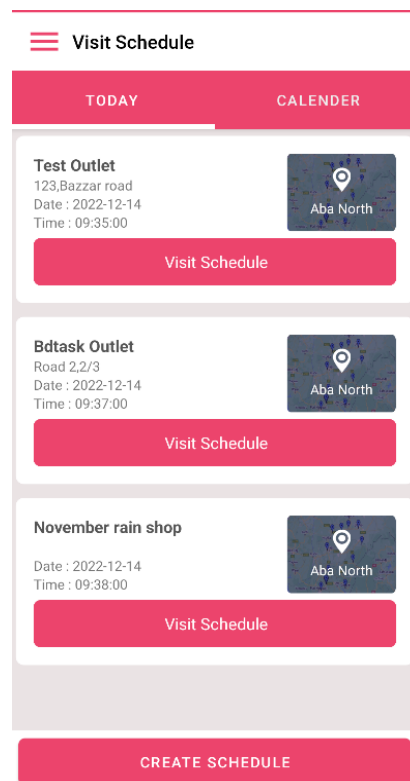 Visit Schedule
TODAY
CALENDER
Test Outlet
123,Bazzar road
Date : 2022-12-14
Time : 09:35:00
Aba North
Visit Schedule
Bdtask Outlet
Road 2,2/3
Date : 2022-12-14
Time : 09:37:00
Aba North
Visit Schedule
November rain shop
Date : 2022-12-14
Time : 09:38:00
Aba North
Visit Schedule
CREATE SCHEDULE